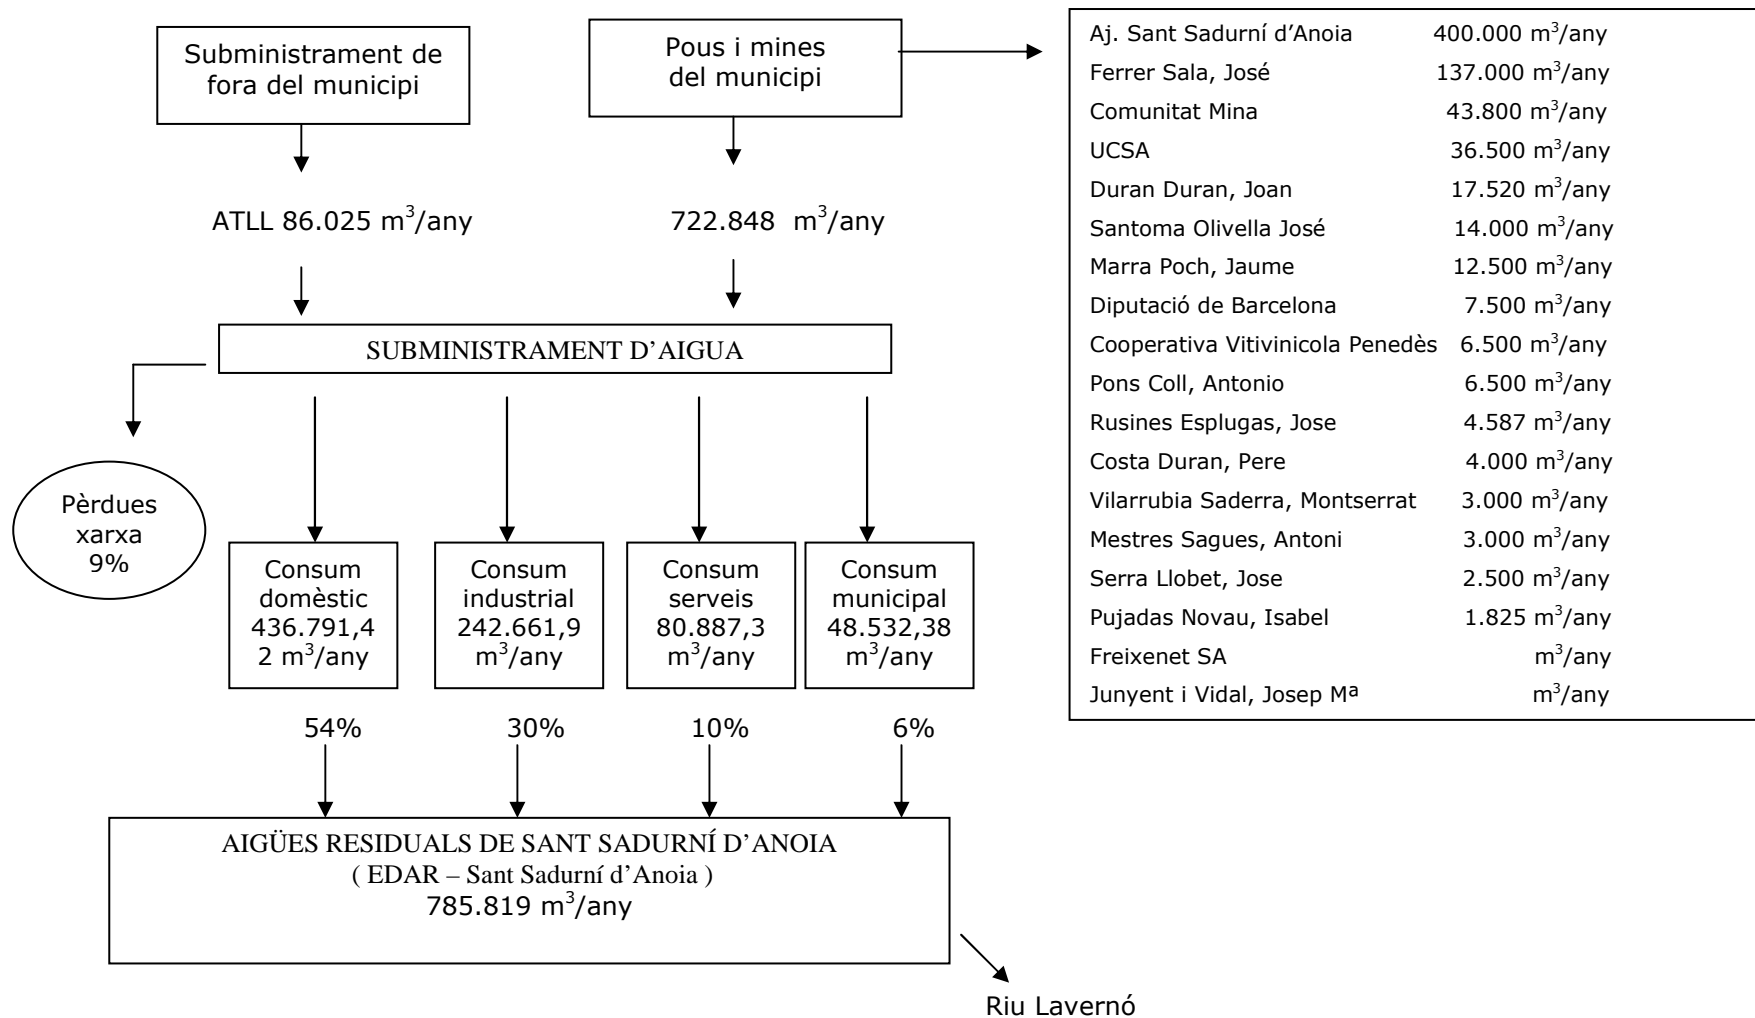 Subministrament de
fora del municipi
Pous i mines
del municipi
ATLL 86.025 m³/any
722.848 m³/any
SUBMINISTRAMENT D’AIGUA
Pèrdues
xarxa
9%
Consum
domèstic
436.791,4
2 m³/any
Consum
industrial
242.661,9
m³/any
Consum
serveis
80.887,3
m³/any
Consum
municipal
48.532,38
m³/any
54%
30%
10%
6%
AIGÜES RESIDUALS DE SANT SADURNÍ D’ANOIA
( EDAR – Sant Sadurní d’Anoia )
785.819 m³/any
Riu Lavernó
Aj. Sant Sadurní d’Anoia 400.000 m³/any
Ferrer Sala, José 137.000 m³/any
Comunitat Mina 43.800 m³/any
UCSA 36.500 m³/any
Duran Duran, Joan 17.520 m³/any
Santoma Olivella José 14.000 m³/any
Marra Poch, Jaume 12.500 m³/any
Diputació de Barcelona 7.500 m³/any
Cooperativa Vitivinicola Penedès 6.500 m³/any
Pons Coll, Antonio 6.500 m³/any
Rusines Esplugas, Jose 4.587 m³/any
Costa Duran, Pere 4.000 m³/any
Vilarrubia Saderra, Montserrat 3.000 m³/any
Mestres Sagues, Antoni 3.000 m³/any
Serra Llobet, Jose 2.500 m³/any
Pujadas Novau, Isabel 1.825 m³/any
Freixenet SA m³/any
Junyent i Vidal, Josep Mª m³/any